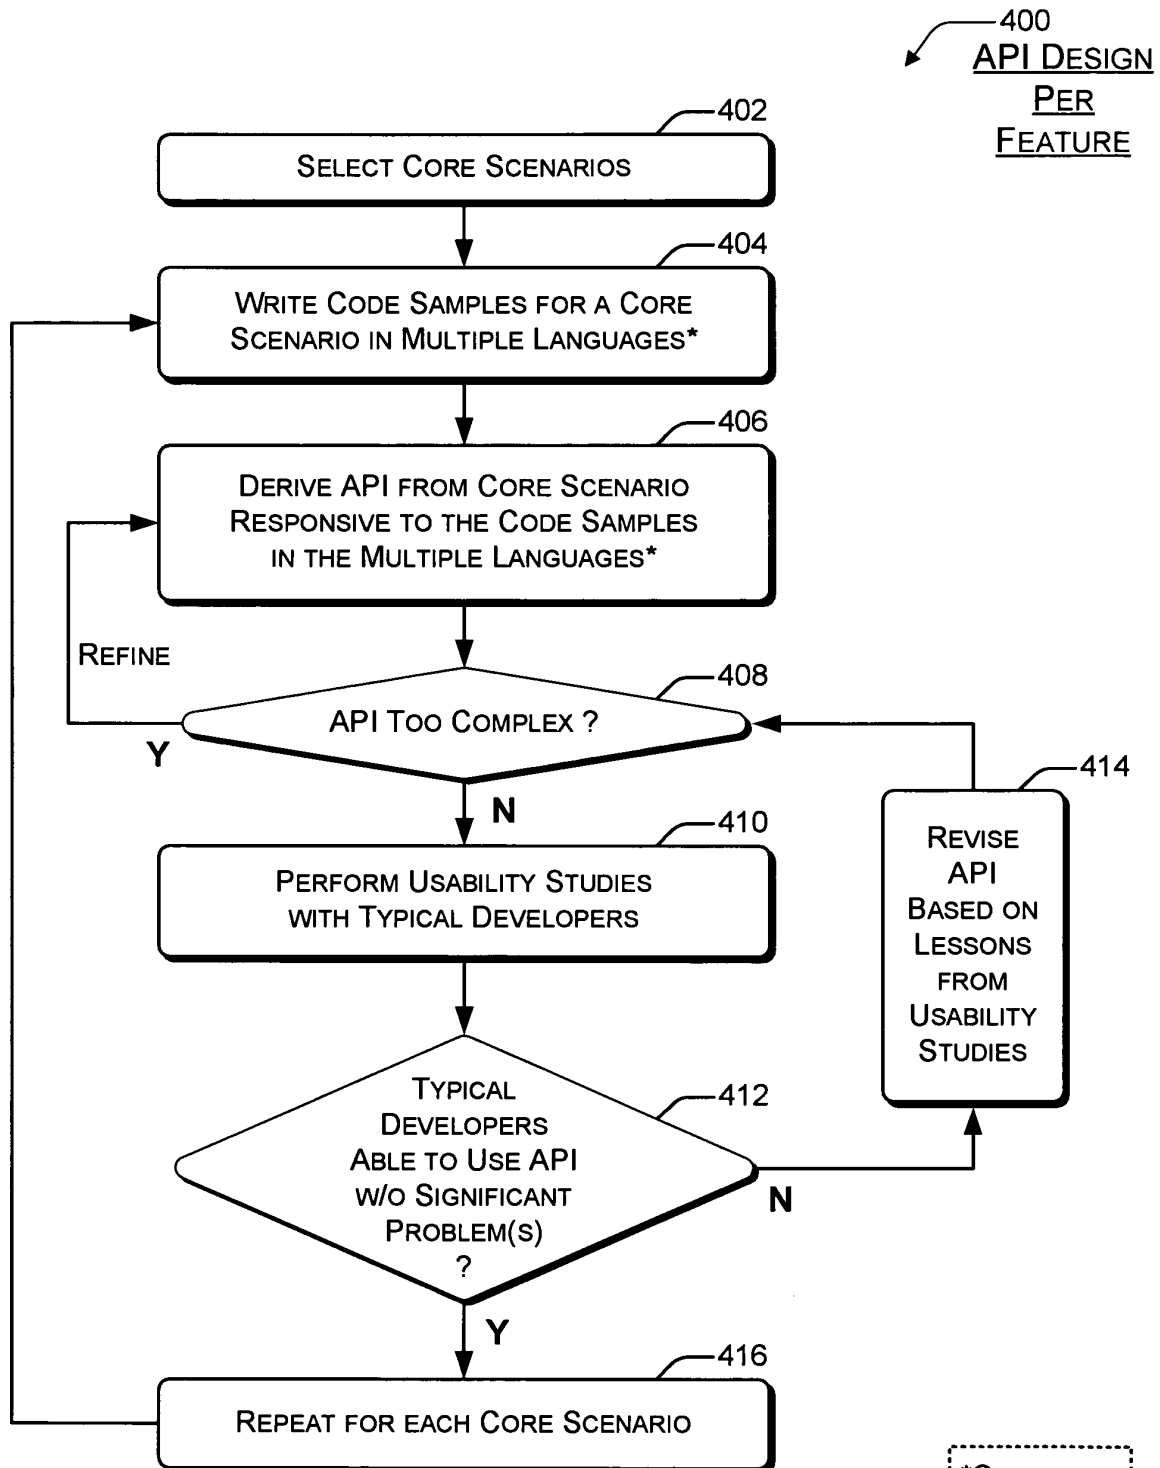 400
API DESIGN
PER
FEATURE
402
SELECT CORE SCENARIOS
404
WRITE CODE SAMPLES FOR A CORE
SCENARIO IN MULTIPLE LANGUAGES*
406
DERIVE API FROM CORE SCENARIO
RESPONSIVE TO THE CODE SAMPLES
IN THE MULTIPLE LANGUAGES*
REFINE
408
API TOO COMPLEX ?
Y
N
414
REVISE
API
BASED ON
LESSONS
FROM
USABILITY
STUDIES
410
PERFORM USABILITY STUDIES
WITH TYPICAL DEVELOPERS
412
TYPICAL
DEVELOPERS
ABLE TO USE API
W/O SIGNIFICANT
PROBLEM(S)
?
N
Y
416
REPEAT FOR EACH CORE SCENARIO